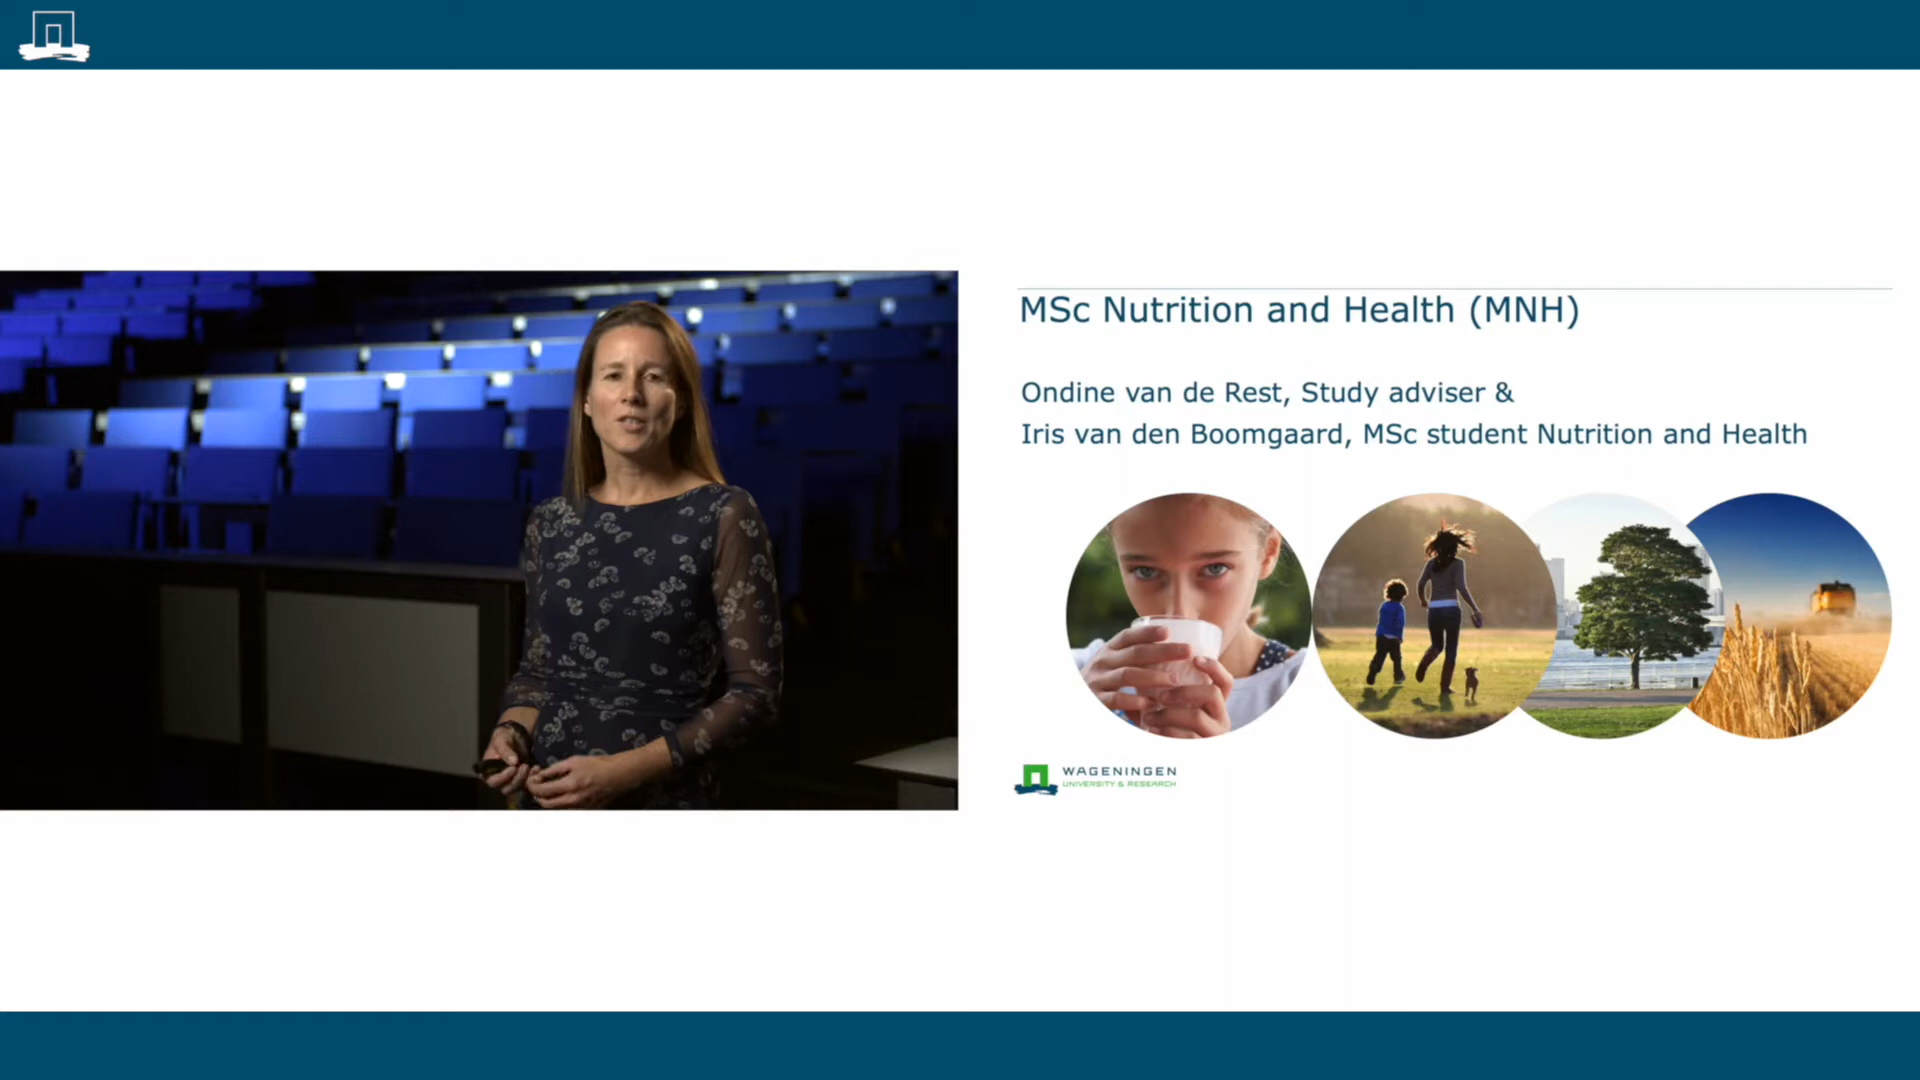 MSc Nutrition and Health (MNH)
Ondine van de Rest, Study adviser &
Iris van den Boomgaard, MSc student Nutrition and Health
WAGENINGEN
UNIVERSITY & RESEARCH